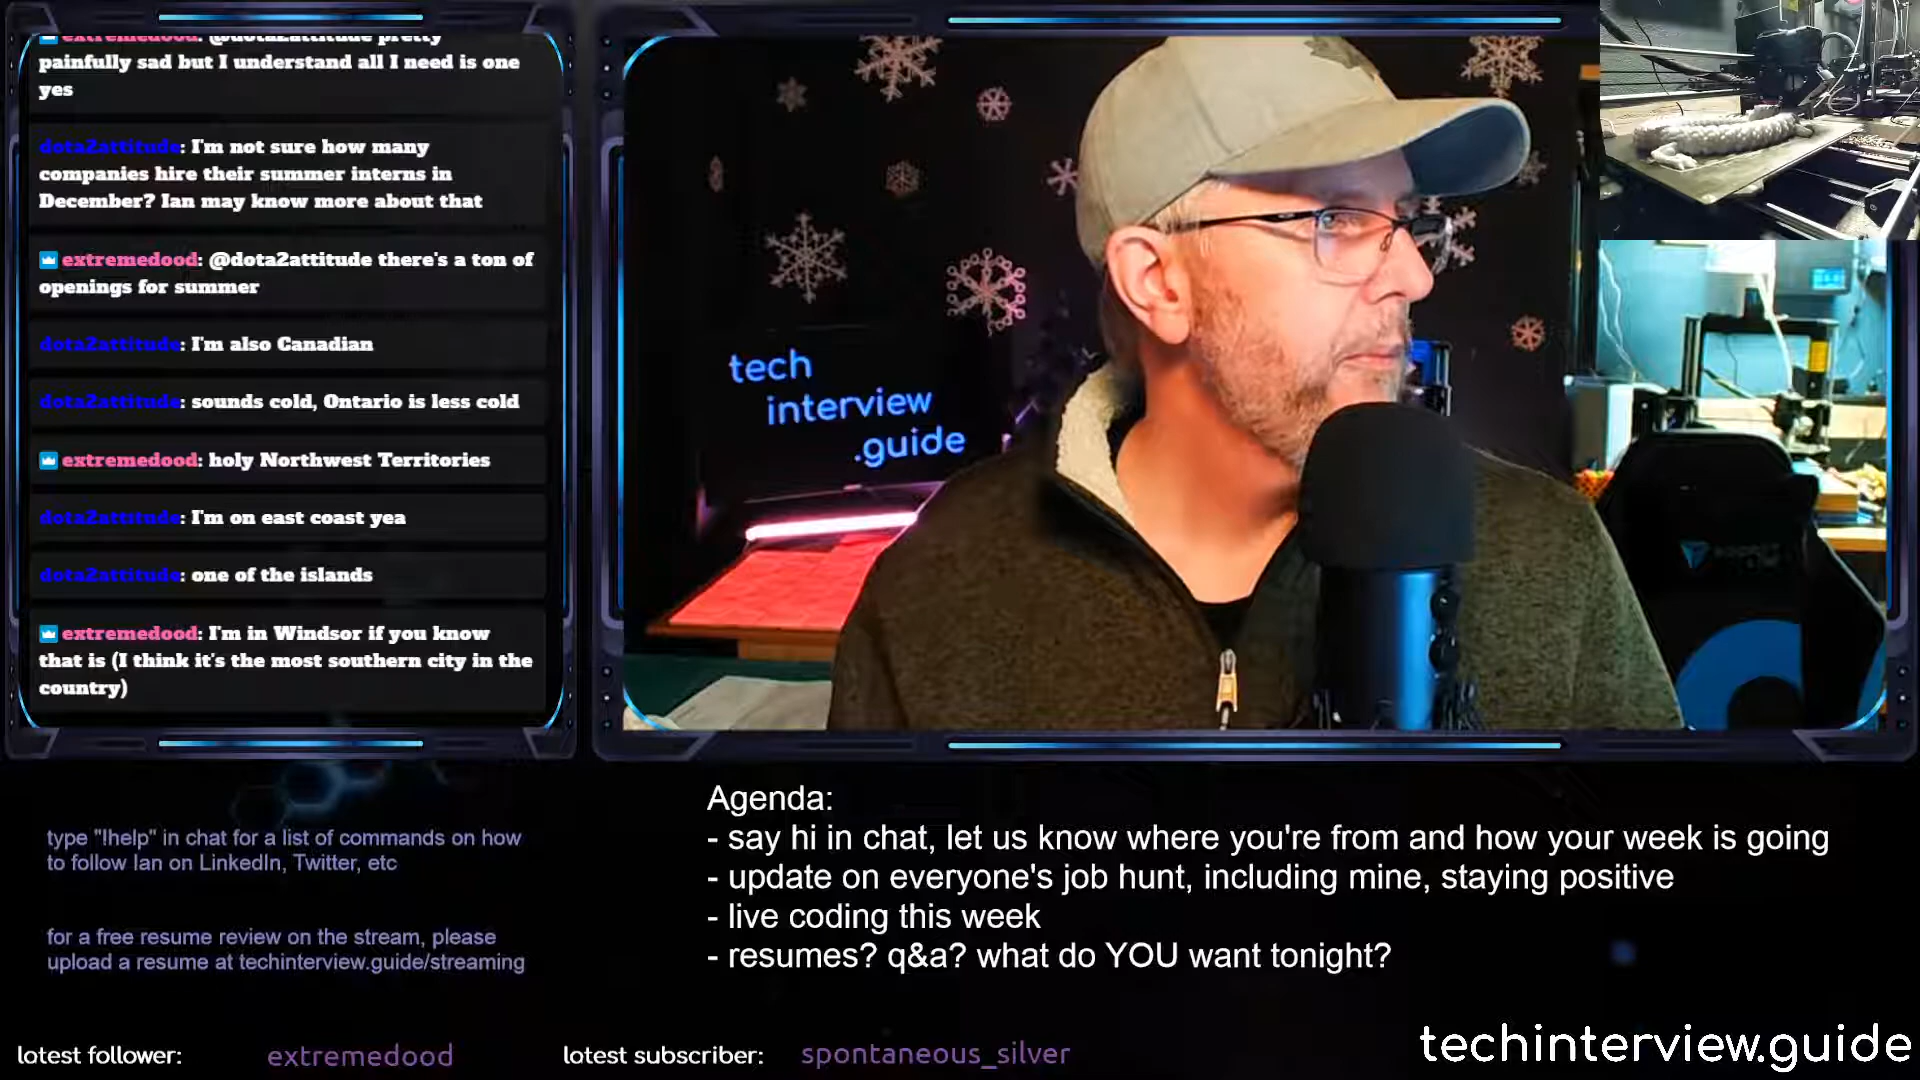 extremedood: @dota2attitude pretty
painfully sad but I understand all I need is one
yes
dota2attitude: I'm not sure how many
companies hire their summer interns in
December? Ian may know more about that
extremedood: @dota2attitude there's a ton of
openings for summer
dota2attitude: I'm also Canadian
dota2attitude: sounds cold, Ontario is less cold
extremedood: holy Northwest Territories
dota2attitude: I'm on east coast yea
dota2attitude: one of the islands
extremedood: I'm in Windsor if you know
that is (I think it's the most southern city in the
country)
tech
interview
.guide
type "!help" in chat for a list of commands on how
to follow Ian on LinkedIn, Twitter, etc
for a free resume review on the stream, please
upload a resume at techinterview.guide/streaming
Agenda:
- say hi in chat, let us know where you're from and how your week is going
- update on everyone's job hunt, including mine, staying positive
- live coding this week
- resumes? q&a? what do YOU want tonight?
latest follower: extremedood
latest subscriber: spontaneous_silver
techinterview.guide